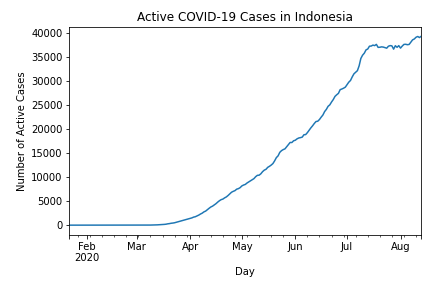 Active COVID-19 Cases in Indonesia
Number of Active Cases
40000
35000
30000
25000
20000
15000
10000
5000
0
Feb Mar Apr May Jun Jul Aug
2020
Day